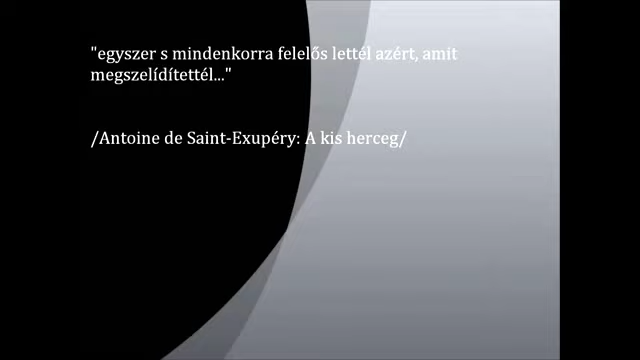 "egyszer s mindenkorra felelős lettél azért, amit
megszelídítettél..."
/Antoine de Saint-Exupéry: A kis herceg/